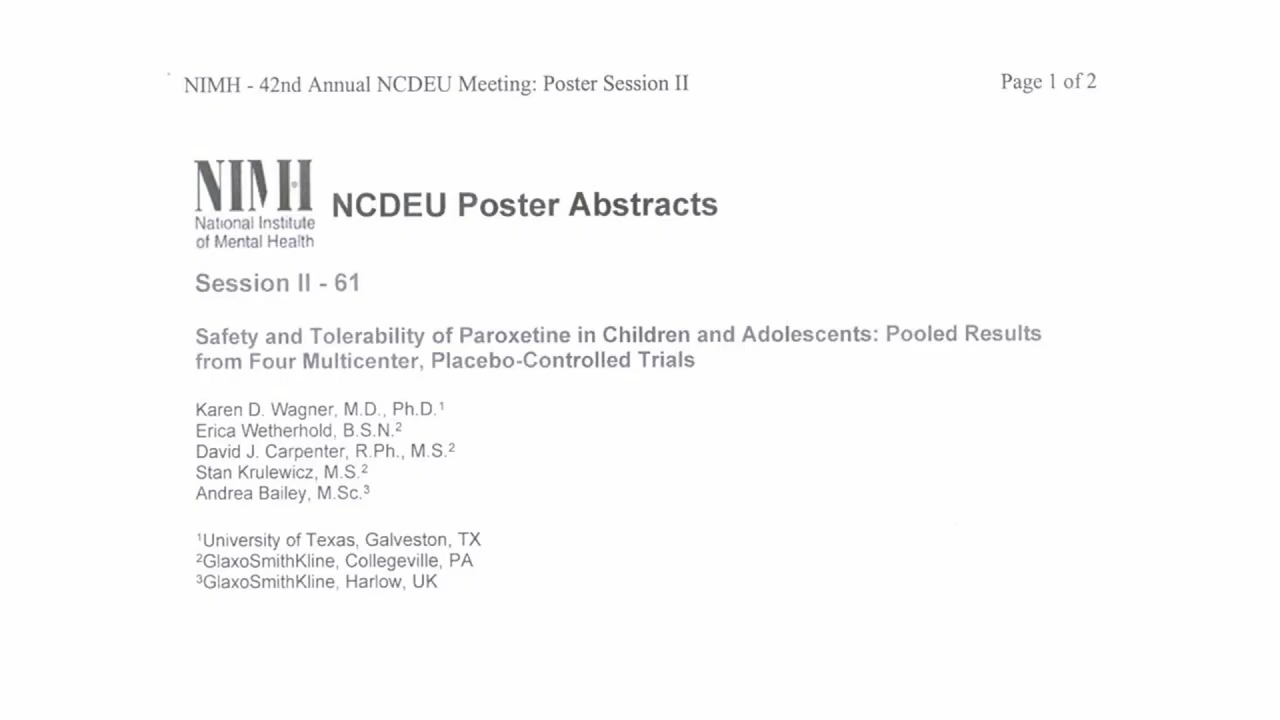 NIMH - 42nd Annual NCDEU Meeting: Poster Session II
Page 1 of 2
NIMH
National Institute
of Mental Health
NCDEU Poster Abstracts
Session II - 61
Safety and Tolerability of Paroxetine in Children and Adolescents: Pooled Results
from Four Multicenter, Placebo-Controlled Trials
Karen D. Wagner, M.D., Ph.D.¹
Erica Wetherhold, B.S.N.²
David J. Carpenter, R.Ph., M.S.²
Stan Krulewicz, M.S.²
Andrea Bailey, M.Sc.³
¹University of Texas, Galveston, TX
²GlaxoSmithKline, Collegeville, PA
³GlaxoSmithKline, Harlow, UK